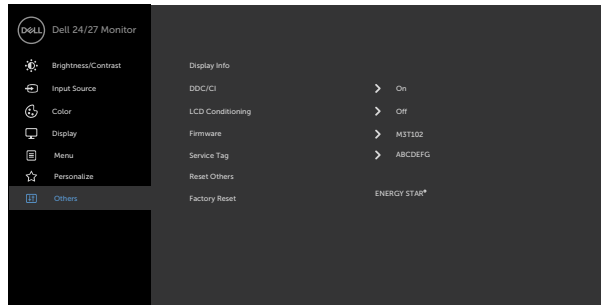 DELL Dell 24/27 Monitor
Brightness/Contrast Display Info
Input Source DDC/CI On
Color LCD Conditioning Off
Display Firmware M3T102
Menu Service Tag ABCDEFG
Personalize Reset Others
Others Factory Reset ENERGY STAR®